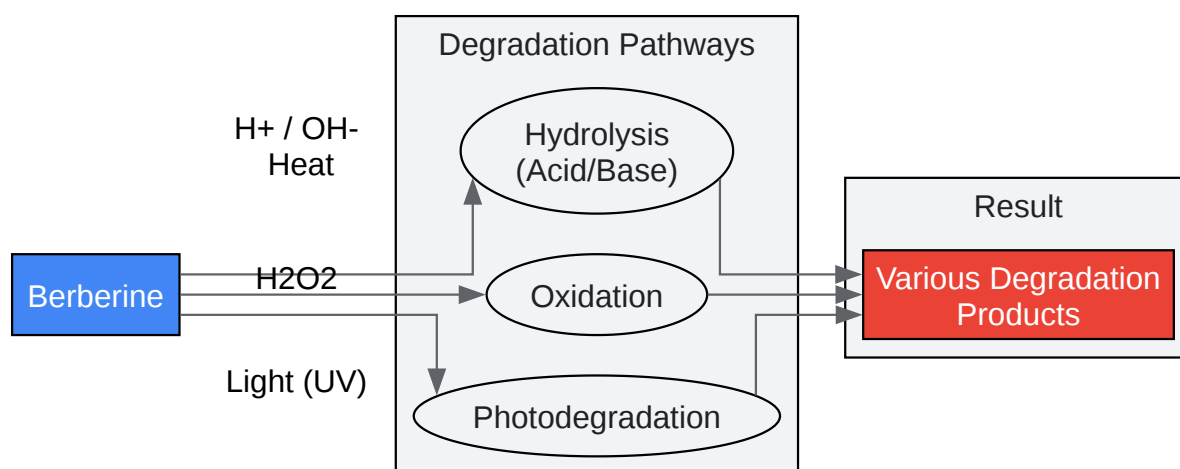 Degradation Pathways
H+ / OH-
Heat
Hydrolysis
(Acid/Base)
Result
Berberine
H2O2
Oxidation
Various Degradation
Products
Light (UV)
Photodegradation